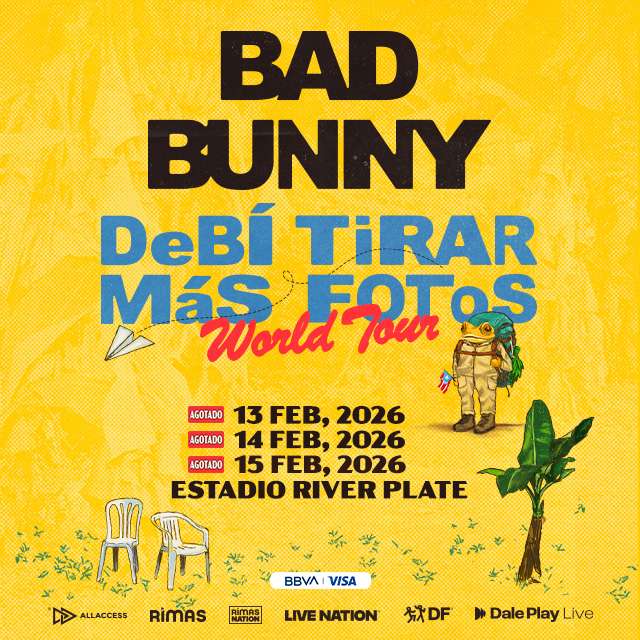 BAD
BUNNY
DeBÍ TiRAR
MáS FOToS
World Tour
AGOTADO 13 FEB, 2026
AGOTADO 14 FEB, 2026
AGOTADO 15 FEB, 2026
ESTADIO RIVER PLATE
BBVA VISA
ALLACCESS RiMAS RiMAS NATION LIVE NATION DF Dale Play Live